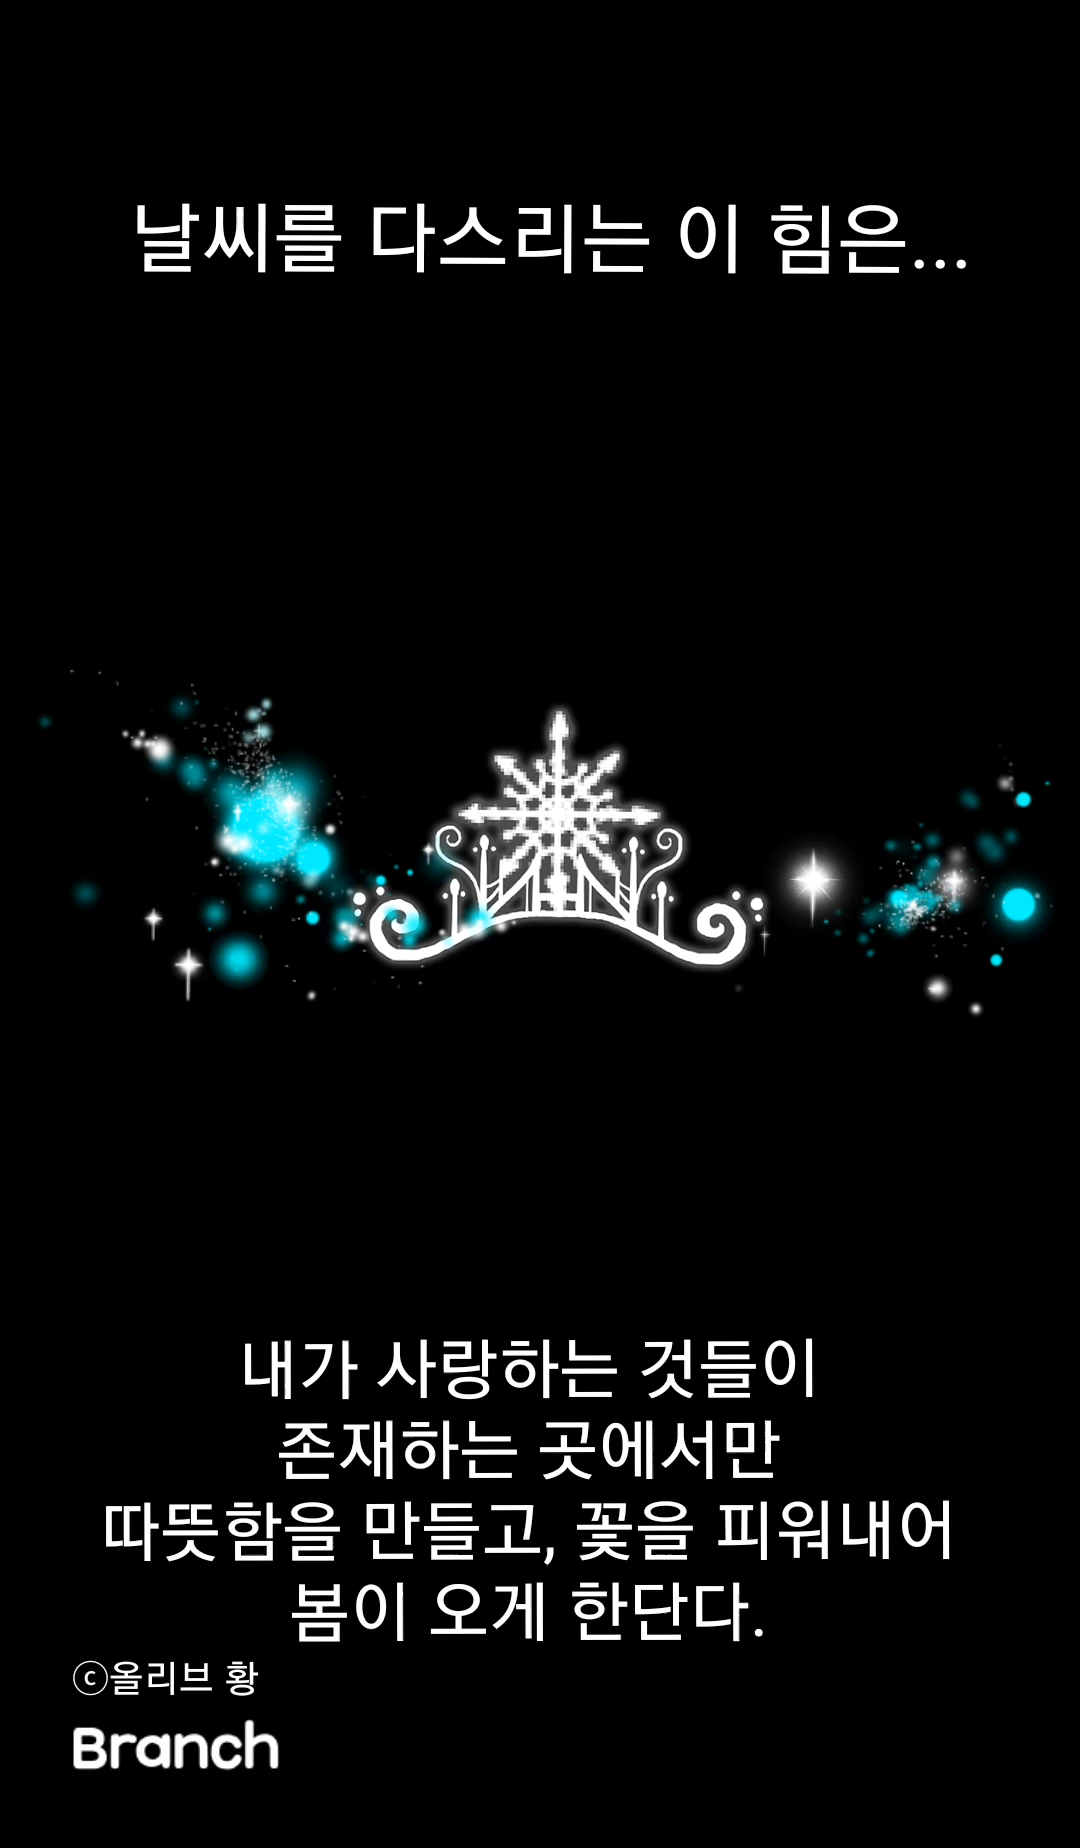 날씨를 다스리는 이 힘은...
내가 사랑하는 것들이
존재하는 곳에서만
따뜻함을 만들고, 꽃을 피워내어
봄이 오게 한단다.
ⓒ올리브 황
Branch